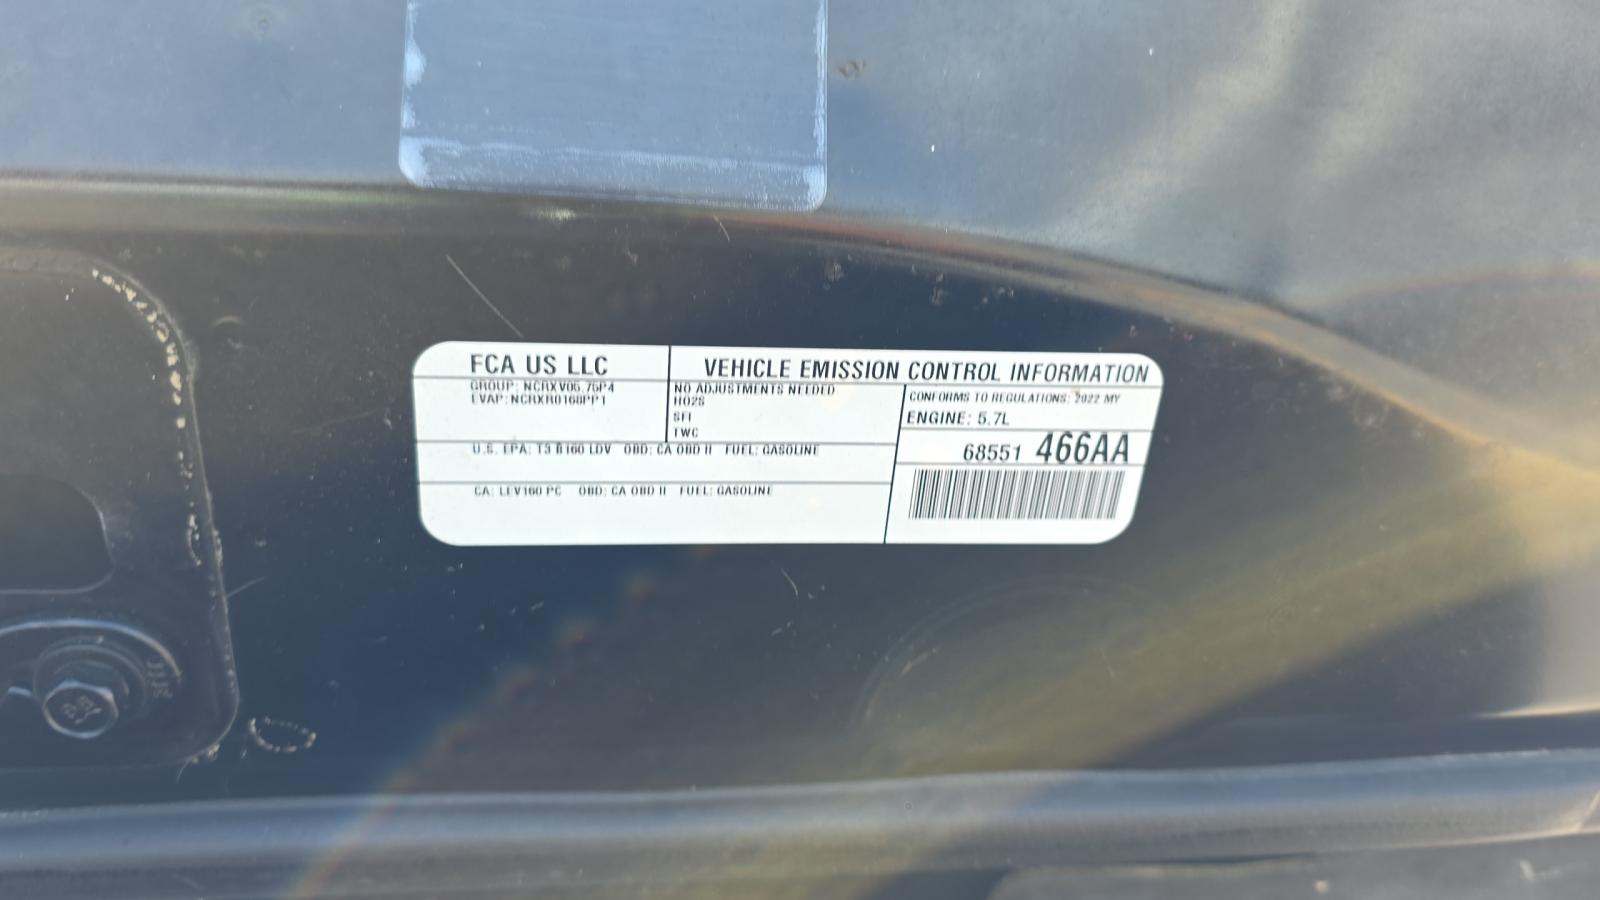 FCA US LLC
VEHICLE EMISSION CONTROL INFORMATION
GROUP: NCRXV05.75P4
EVAP: NCRXR0160PP1
NO ADJUSTMENTS NEEDED
HO2S
SFI
TWC
CONFORMS TO REGULATIONS: 2022 MY
ENGINE: 5.7L
68551 466AA
U.S. EPA: T3 B160 LDV OBD: CA OBD II FUEL: GASOLINE
CA: LEV160 PC OBD: CA OBD II FUEL: GASOLINE